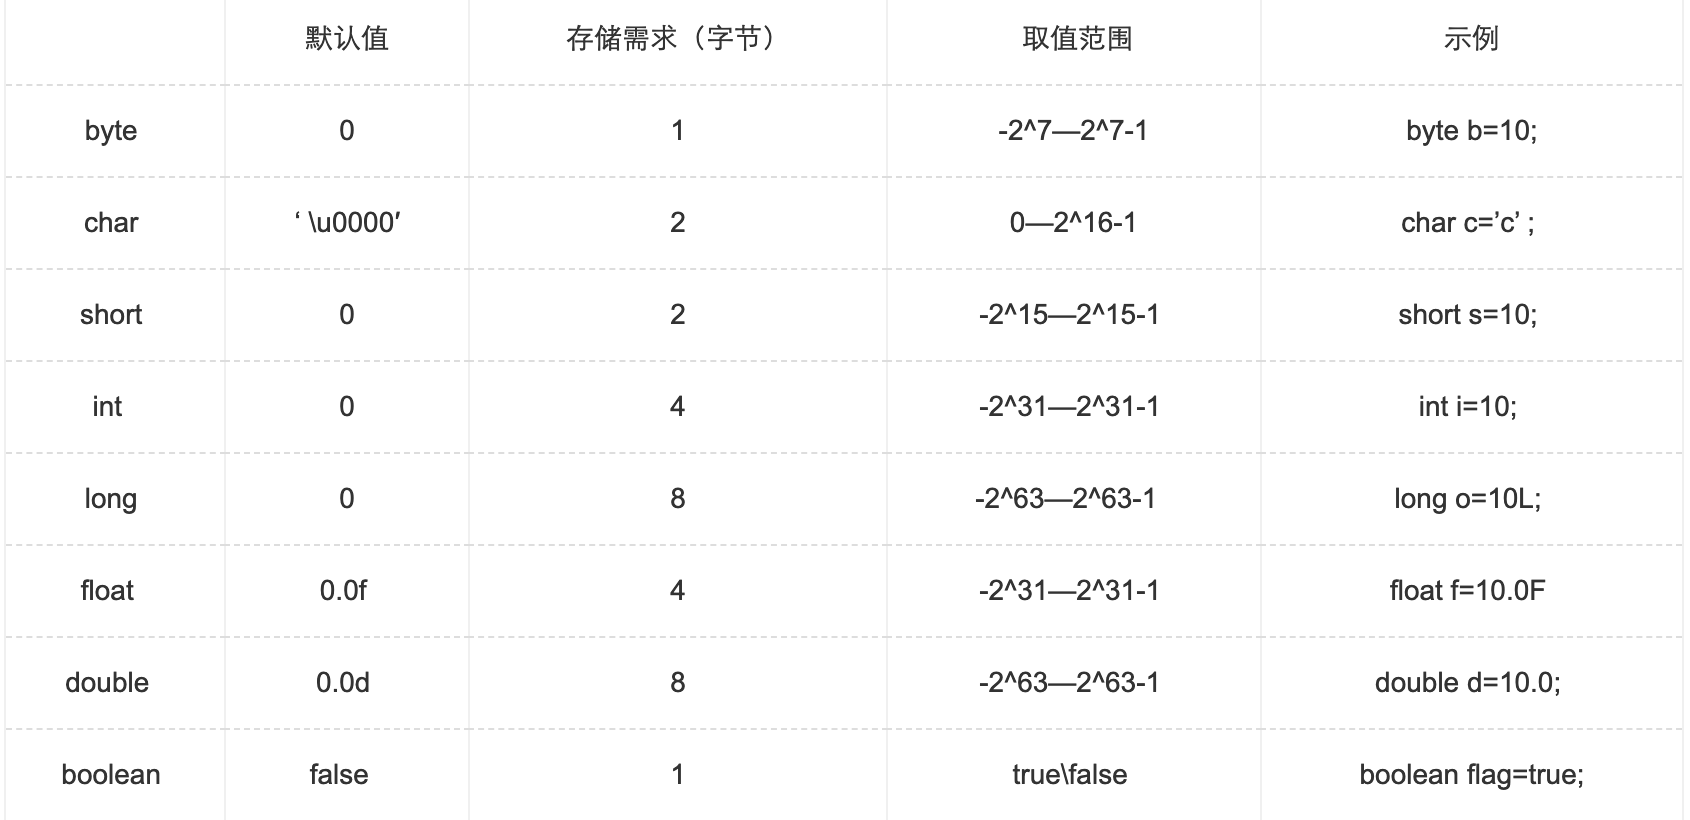 默认值 存储需求（字节） 取值范围 示例
byte 0 1 -2^7—2^7-1 byte b=10;
char ‘ \u0000′ 2 0—2^16-1 char c=’c’ ;
short 0 2 -2^15—2^15-1 short s=10;
int 0 4 -2^31—2^31-1 int i=10;
long 0 8 -2^63—2^63-1 long o=10L;
float 0.0f 4 -2^31—2^31-1 float f=10.0F
double 0.0d 8 -2^63—2^63-1 double d=10.0;
boolean false 1 true\false boolean flag=true;